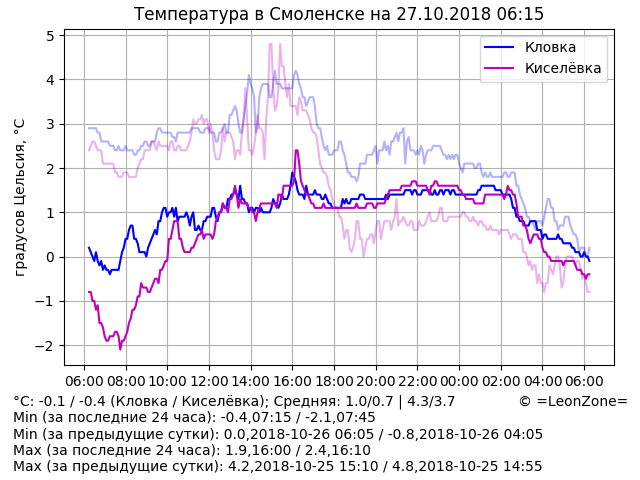 Температура в Смоленске на 27.10.2018 06:15
градусов Цельсия, °C
5
4
3
2
1
0
−1
−2
Кловка
Киселёвка
06:00 08:00 10:00 12:00 14:00 16:00 18:00 20:00 22:00 00:00 02:00 04:00 06:00
°C: -0.1 / -0.4 (Кловка / Киселёвка); Средняя: 1.0/0.7 | 4.3/3.7 © =LeonZone=
Min (за последние 24 часа): -0.4,07:15 / -2.1,07:45
Min (за предыдущие сутки): 0.0,2018-10-26 06:05 / -0.8,2018-10-26 04:05
Max (за последние 24 часа): 1.9,16:00 / 2.4,16:10
Max (за предыдущие сутки): 4.2,2018-10-25 15:10 / 4.8,2018-10-25 14:55